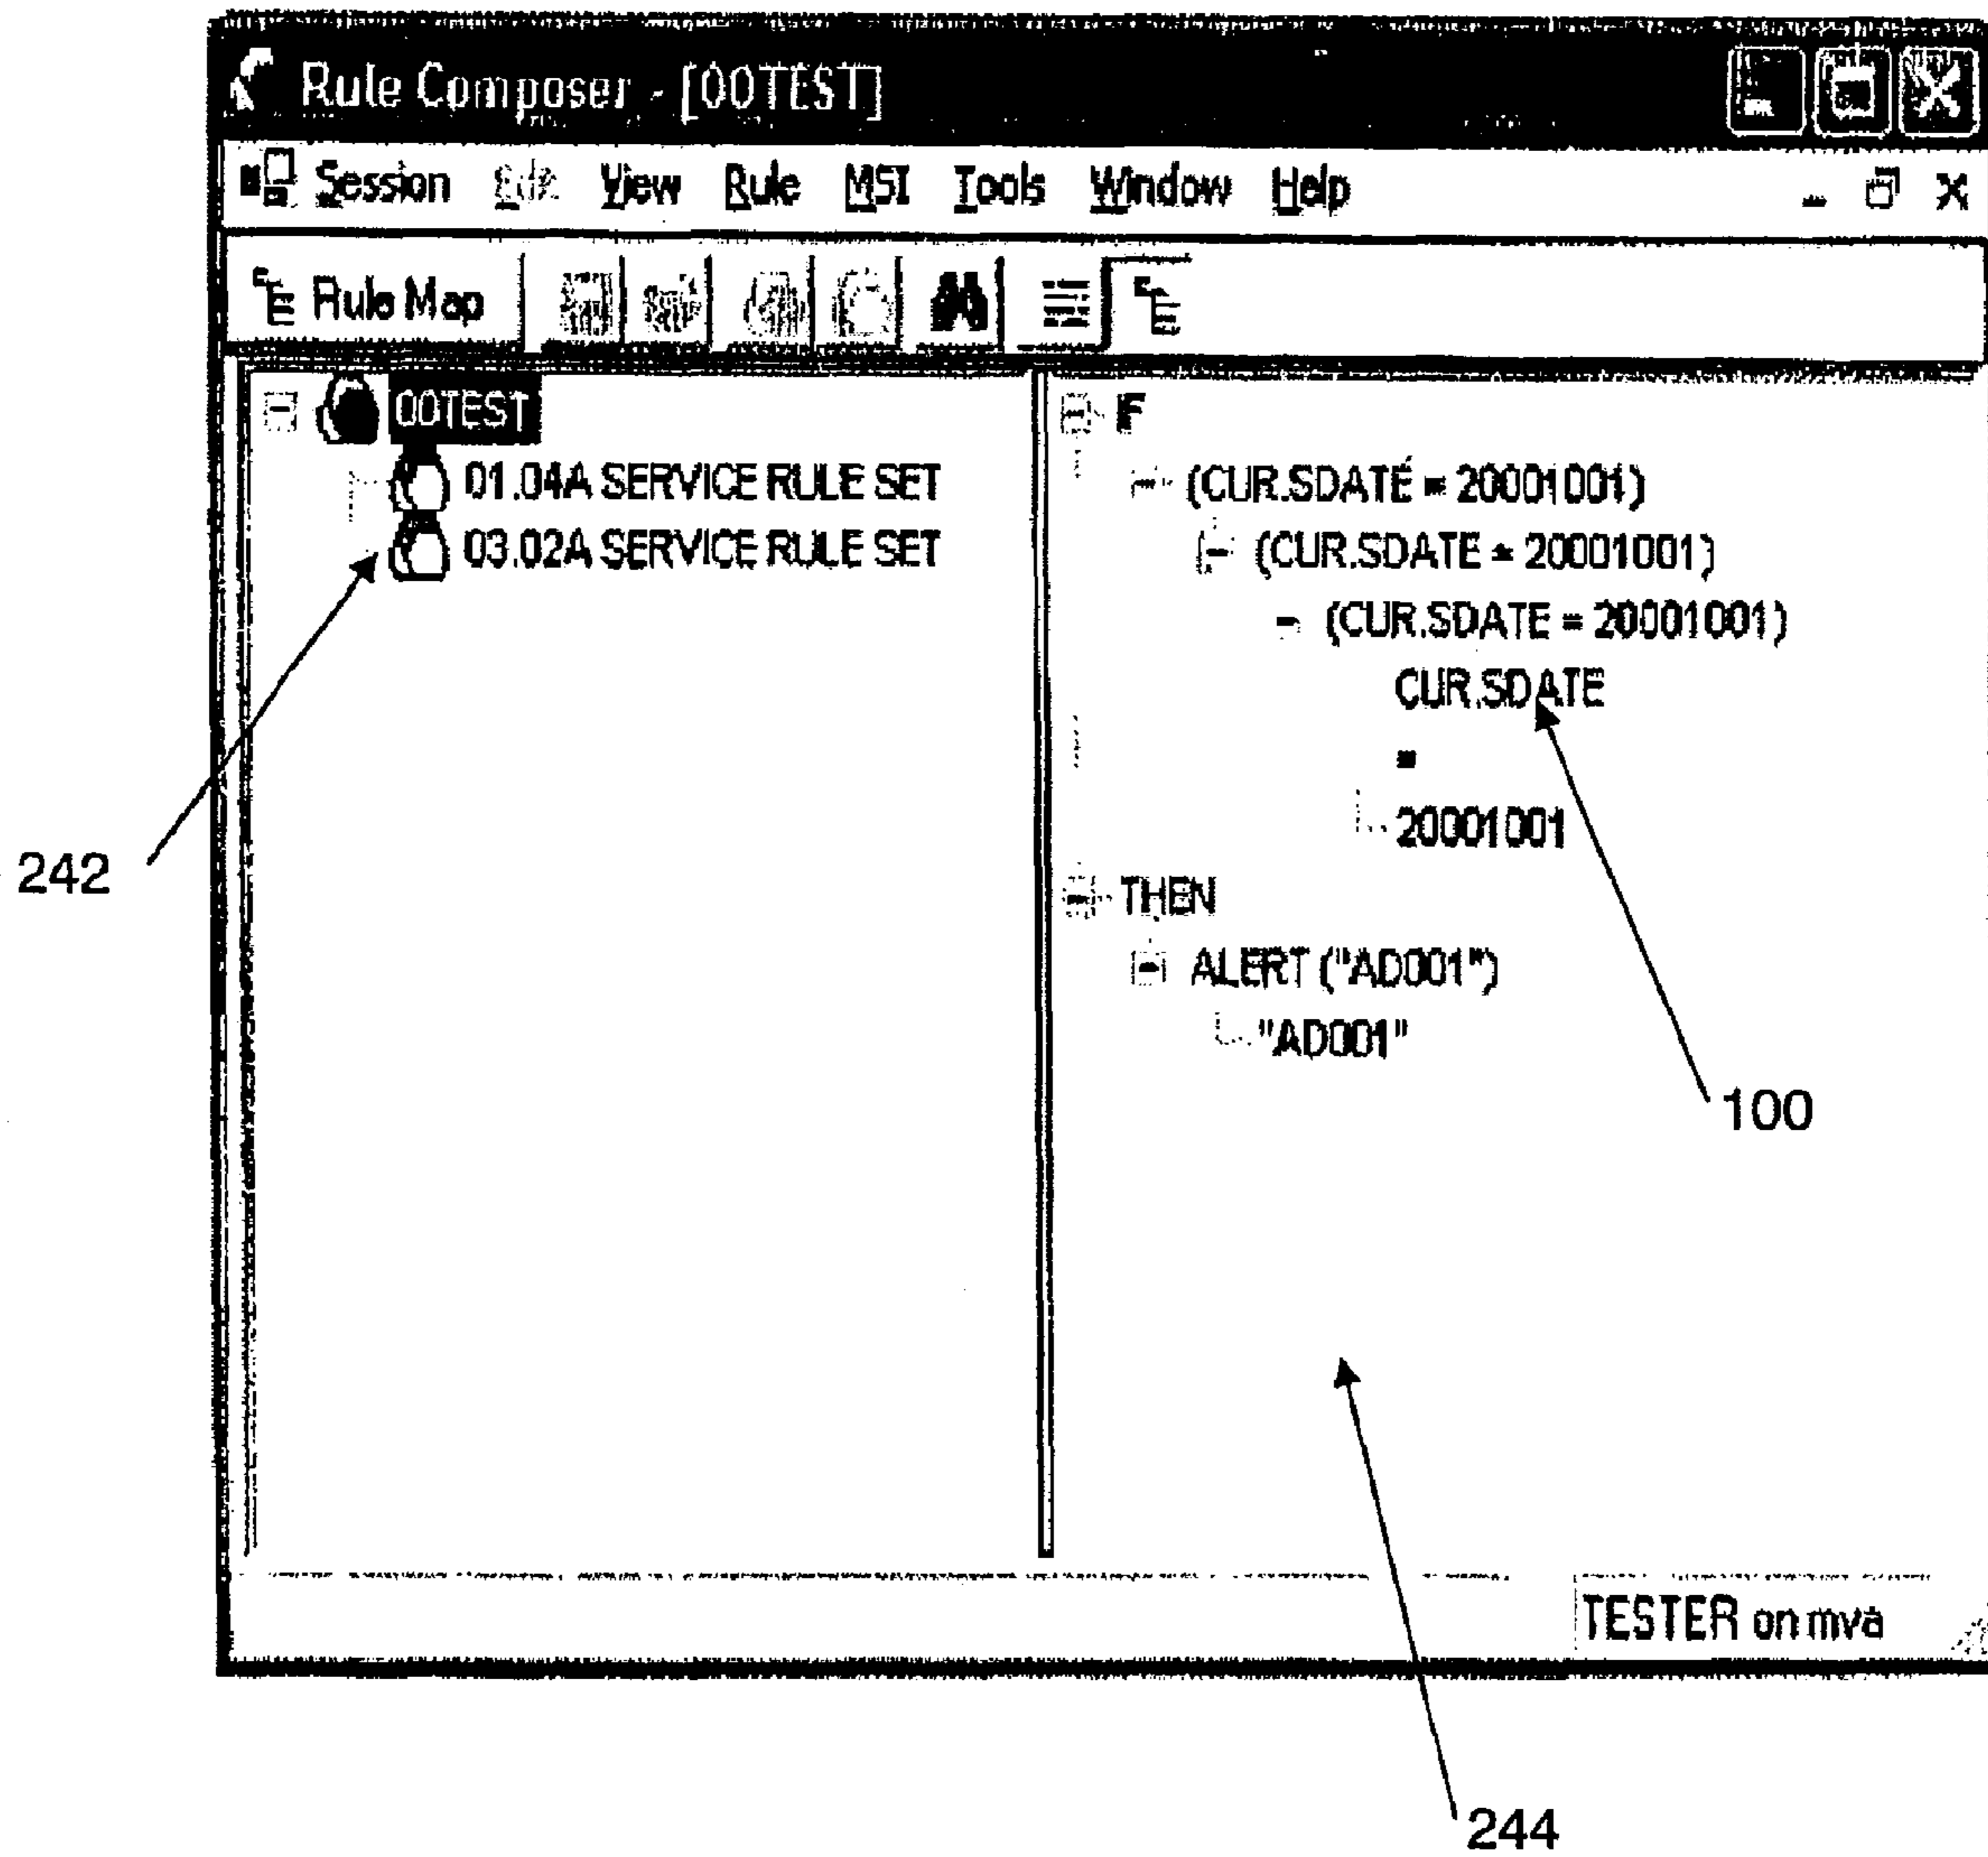 Rule Composer - [00TEST]
Session Edit View Rule MSI Tools Window Help
Rule Map
00TEST
01.04A SERVICE RULE SET
03.02A SERVICE RULE SET
IF
(CUR.SDATE = 20001001)
(CUR.SDATE = 20001001)
(CUR.SDATE = 20001001)
CUR.SDATE
=
20001001
THEN
ALERT ("AD001")
"AD001"
242
100
TESTER on mva
244